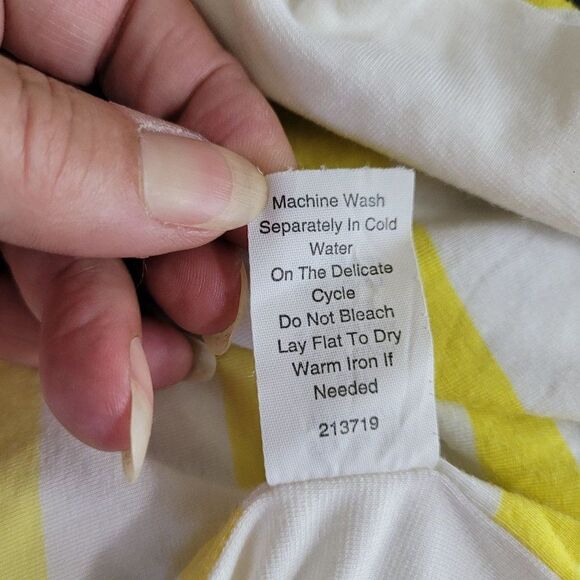 Machine Wash
Separately In Cold
Water
On The Delicate
Cycle
Do Not Bleach
Lay Flat To Dry
Warm Iron If
Needed
213719